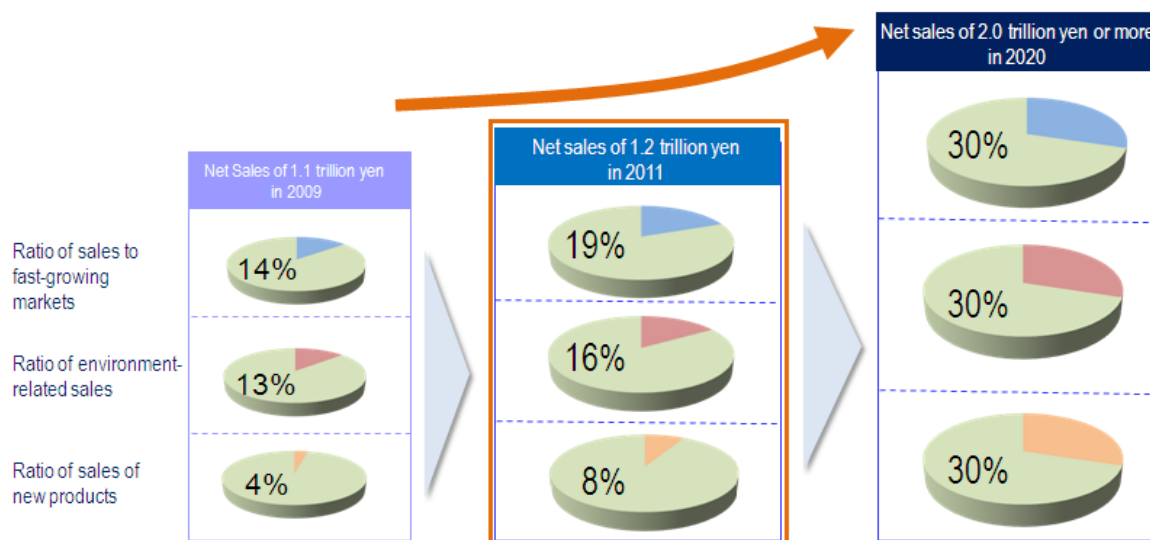 Net sales of 2.0 trillion yen or more
in 2020
Net sales of 1.2 trillion yen
in 2011
Net Sales of 1.1 trillion yen
in 2009
Ratio of sales to
fast-growing
markets
14%
19%
30%
Ratio of environment-
related sales
13%
16%
30%
Ratio of sales of
new products
4%
8%
30%